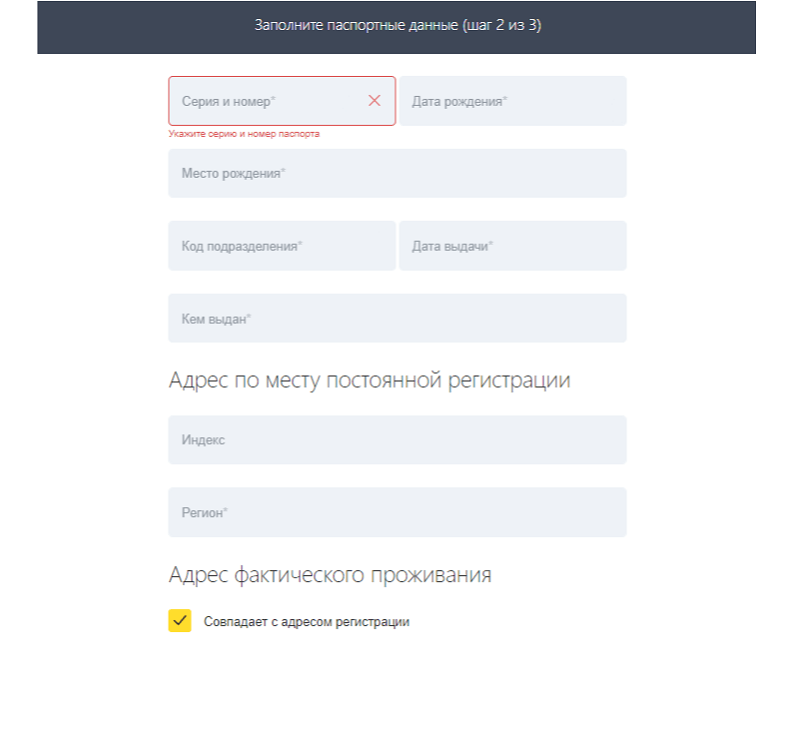 Заполните паспортные данные (шаг 2 из 3)
Серия и номер* Дата рождения*
Укажите серию и номер паспорта
Место рождения*
Код подразделения* Дата выдачи*
Кем выдан*
Адрес по месту постоянной регистрации
Индекс
Регион*
Адрес фактического проживания
Совпадает с адресом регистрации